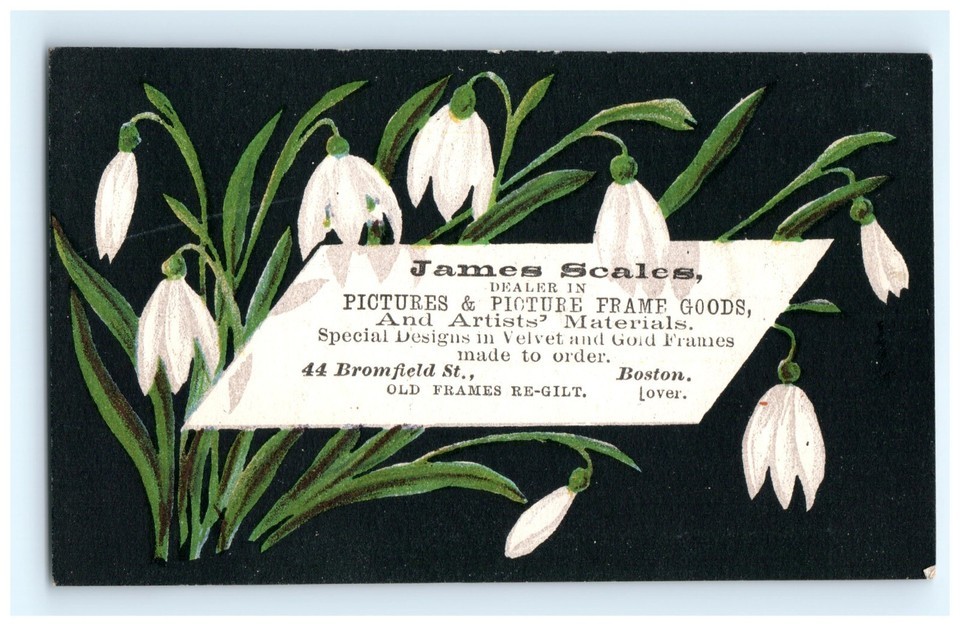 James Scales,
DEALER IN
PICTURES & PICTURE FRAME GOODS,
And Artists' Materials.
Special Designs in Velvet and Gold Frames
made to order.
44 Bromfield St., Boston.
OLD FRAMES RE-GILT. [over.